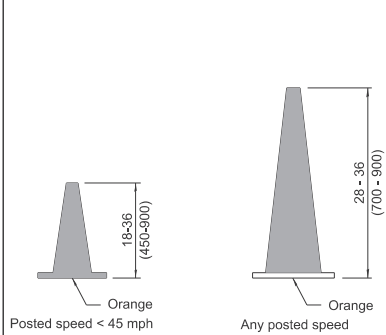 18-36
(450-900)
Orange
Posted speed < 45 mph
28 - 36
(700 - 900)
Orange
Any posted speed